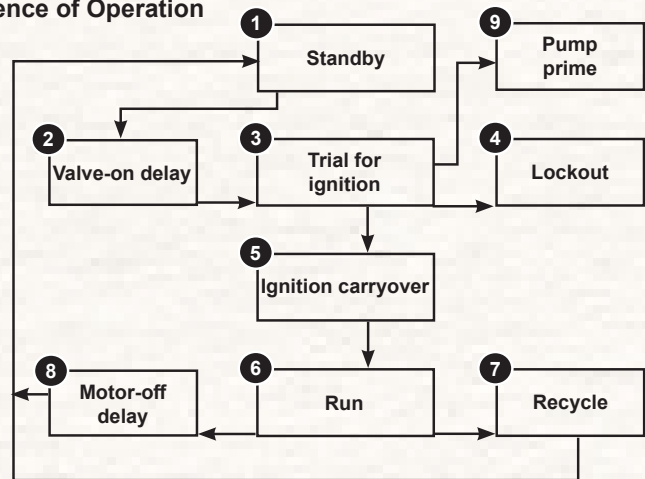 ence of Operation
1
Standby
9
Pump
prime
2
Valve-on delay
3
Trial for
ignition
4
Lockout
5
Ignition carryover
8
Motor-off
delay
6
Run
7
Recycle